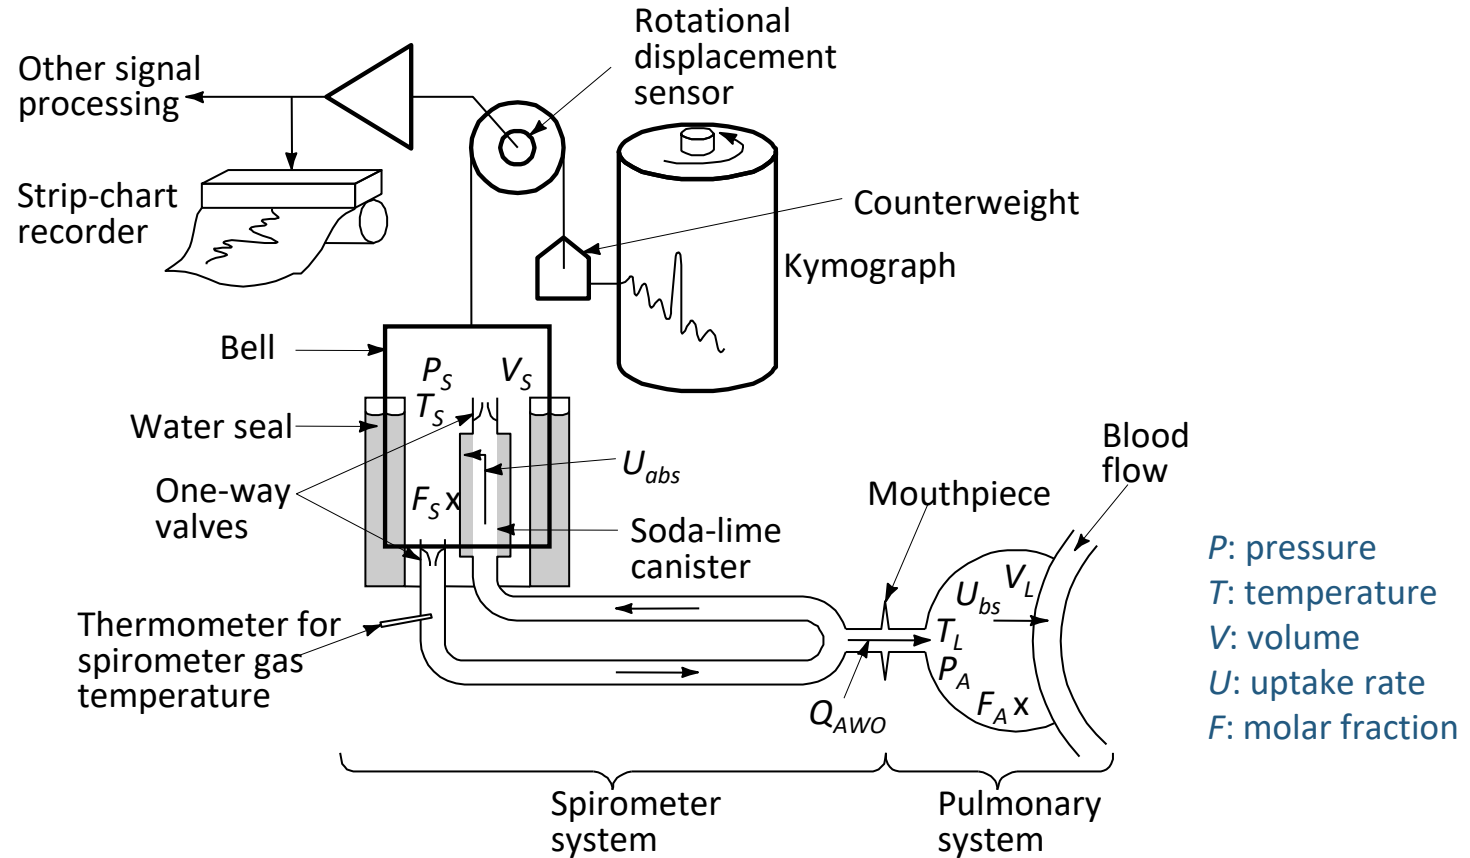 Rotational
displacement
sensor
Other signal
processing
Strip-chart
recorder
Counterweight
Kymograph
Bell
P_S
V_S
T_S
Water seal
U_abs
One-way
valves
F_S x
Soda-lime
canister
Mouthpiece
Blood
flow
V_L
U_bs
T_L
P_A
F_A x
Q_AWO
Thermometer for
spirometer gas
temperature
P: pressure
T: temperature
V: volume
U: uptake rate
F: molar fraction
Spirometer
system
Pulmonary
system